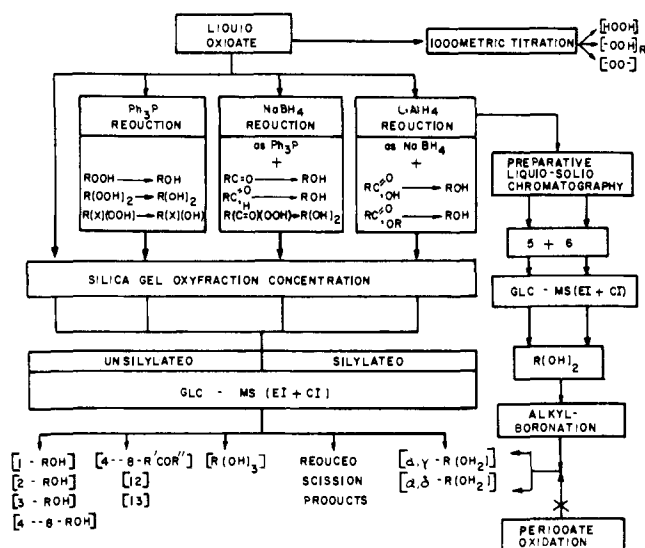 LIQUID
OXIDATE
IODOMETRIC TITRATION
[HOOH]
[-OOH]R
[-OO-]
Ph3P
REDUCTION
ROOH → ROH
R(OOH)2 → R(OH)2
R(X)(OOH) → R(X)(OH)
NaBH4
REDUCTION
as Ph3P
+
RC=O → ROH
RC=O H → ROH
R(C=O)(OOH) → R(OH)2
LiAlH4
REDUCTION
as NaBH4
+
RC=O OH → ROH
RC=O OR → ROH
PREPARATIVE
LIQUID-SOLID
CHROMATOGRAPHY
5 + 6
GLC - MS(EI + CI)
R(OH)2
ALKYL-
BORONATION
PERIODATE
OXIDATION
SILICA GEL OXYFRACTION CONCENTRATION
UNSILYLATED
SILYLATED
GLC - MS (EI + CI)
[1 - ROH]
[2 - ROH]
[3 - ROH]
[4--8-ROH]
[4--8-R'COR'']
[12]
[13]
[R(OH)3]
REDUCED
SCISSION
PRODUCTS
[α,γ-R(OH2)]
[α,δ-R(OH2)]